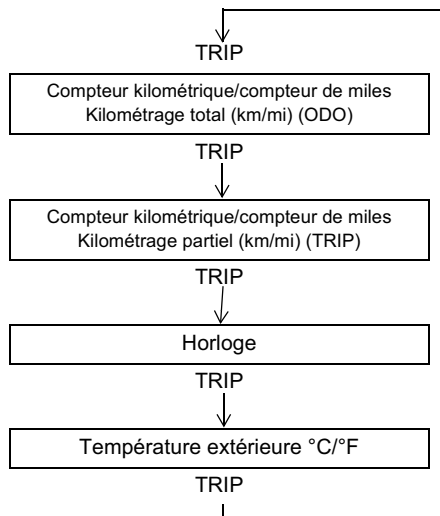 TRIP
Compteur kilométrique/compteur de miles
Kilométrage total (km/mi) (ODO)
TRIP
Compteur kilométrique/compteur de miles
Kilométrage partiel (km/mi) (TRIP)
TRIP
Horloge
TRIP
Température extérieure °C/°F
TRIP